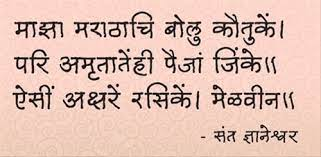 माझा मराठाचि बोलु कौतुकें।
परि अमृतातेंही पैजां जिंके॥
ऐसीं अक्षरें रसिकें। मेळवीन॥
- संत ज्ञानेश्वर